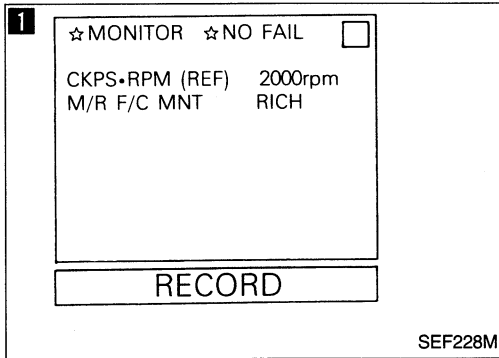 1
☆MONITOR ☆NO FAIL
CKPS•RPM (REF) 2000rpm
M/R F/C MNT RICH
RECORD
SEF228M